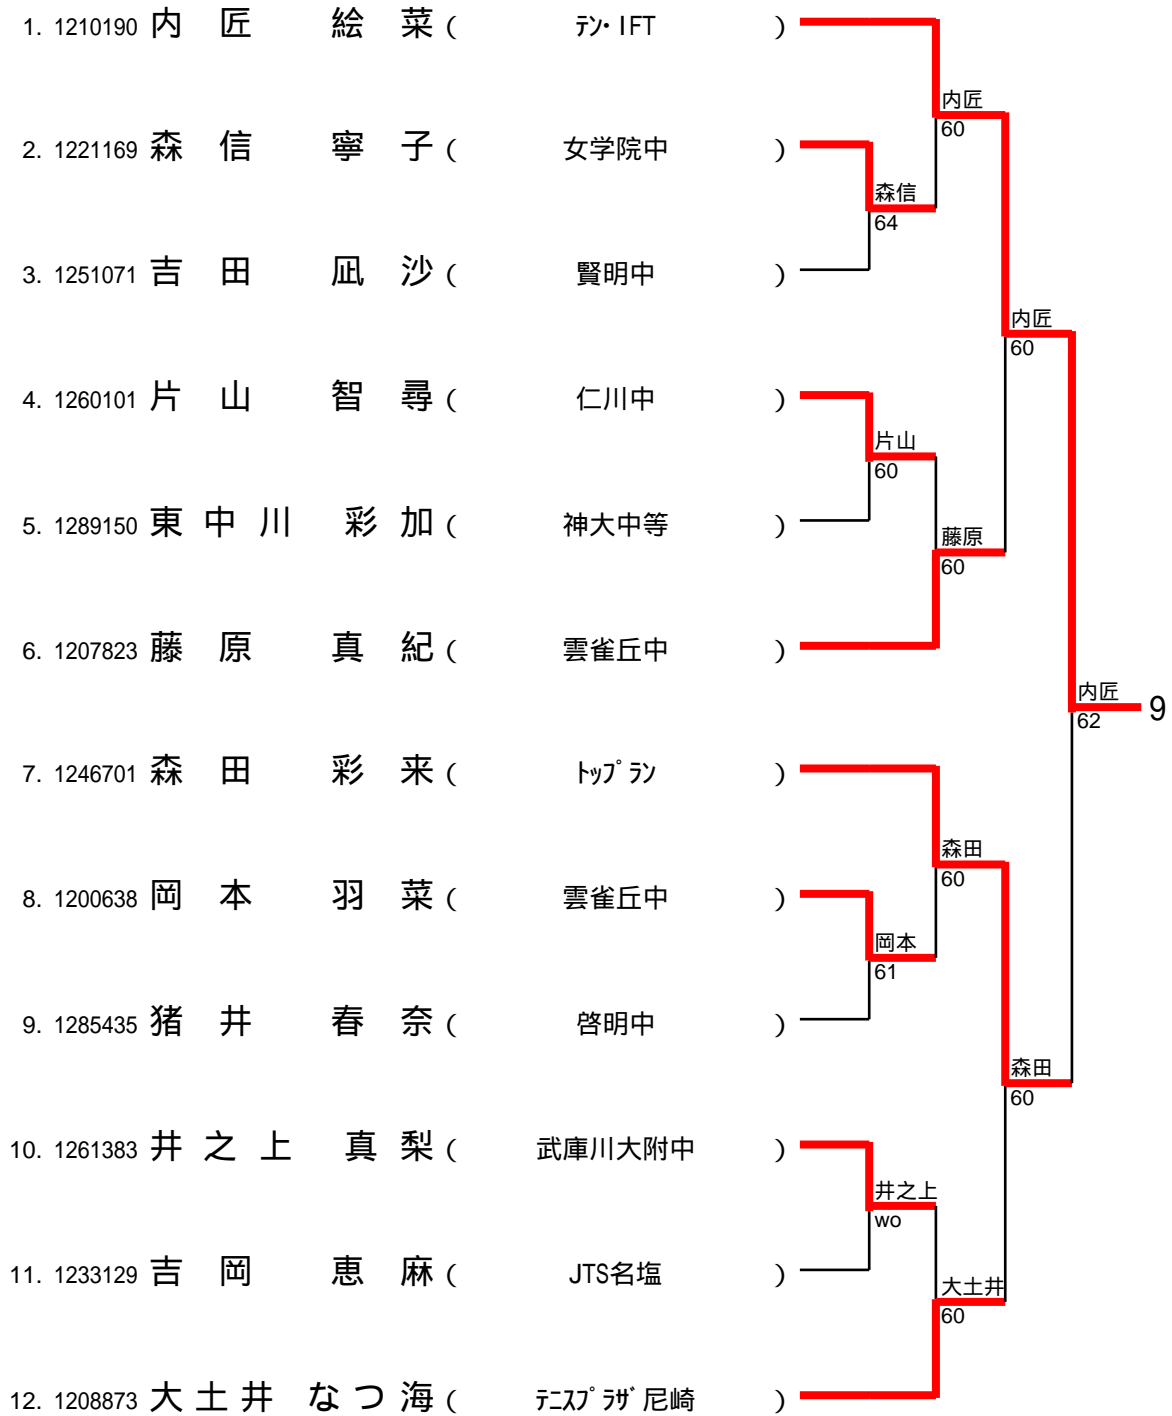 1. 1210190 内 匠 絵 菜 ( ﾃﾝ･IFT )
内匠
60
2. 1221169 森 信 寧 子 ( 女学院中 )
森信
64
3. 1251071 吉 田 凪 沙 ( 賢明中 )
内匠
60
4. 1260101 片 山 智 尋 ( 仁川中 )
片山
60
5. 1289150 東 中 川 彩 加 ( 神大中等 )
藤原
60
6. 1207823 藤 原 真 紀 ( 雲雀丘中 )
内匠
62
9
7. 1246701 森 田 彩 来 ( ﾄｯﾌﾟﾗﾝ )
森田
60
8. 1200638 岡 本 羽 菜 ( 雲雀丘中 )
岡本
61
9. 1285435 猪 井 春 奈 ( 啓明中 )
森田
60
10. 1261383 井 之 上 真 梨 ( 武庫川大附中 )
井之上
wo
11. 1233129 吉 岡 恵 麻 ( JTS名塩 )
大土井
60
12. 1208873 大 土 井 な つ 海 ( ﾃﾆｽﾌﾟﾗｻﾞ尼崎 )